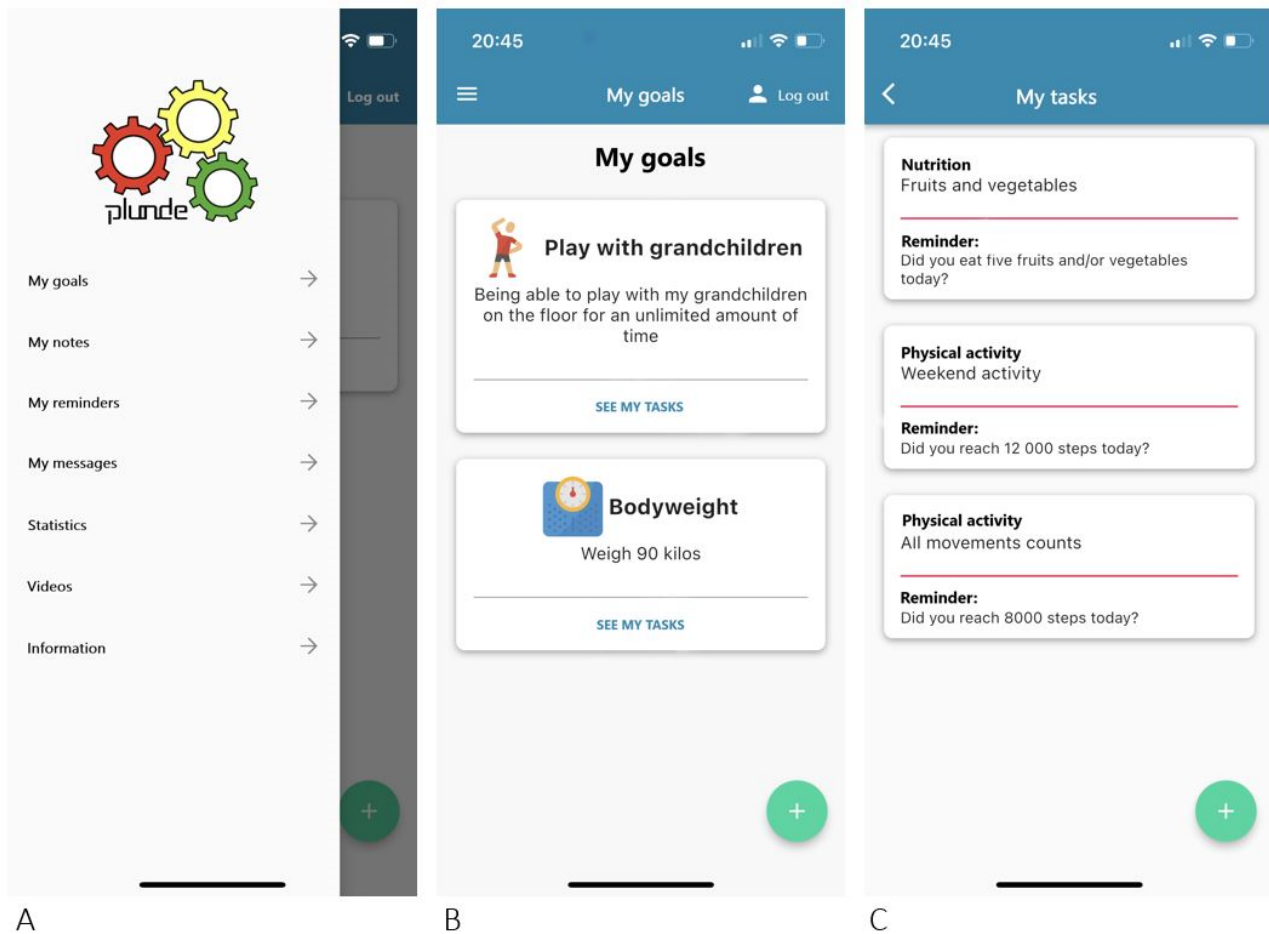 Log out
plunde
My goals
My notes
My reminders
My messages
Statistics
Videos
Information
A
20:45
My goals
Log out
My goals
Play with grandchildren
Being able to play with my grandchildren
on the floor for an unlimited amount of
time
SEE MY TASKS
Bodyweight
Weigh 90 kilos
SEE MY TASKS
+
B
20:45
My tasks
Nutrition
Fruits and vegetables
Reminder:
Did you eat five fruits and/or vegetables
today?
Physical activity
Weekend activity
Reminder:
Did you reach 12 000 steps today?
Physical activity
All movements counts
Reminder:
Did you reach 8000 steps today?
+
C